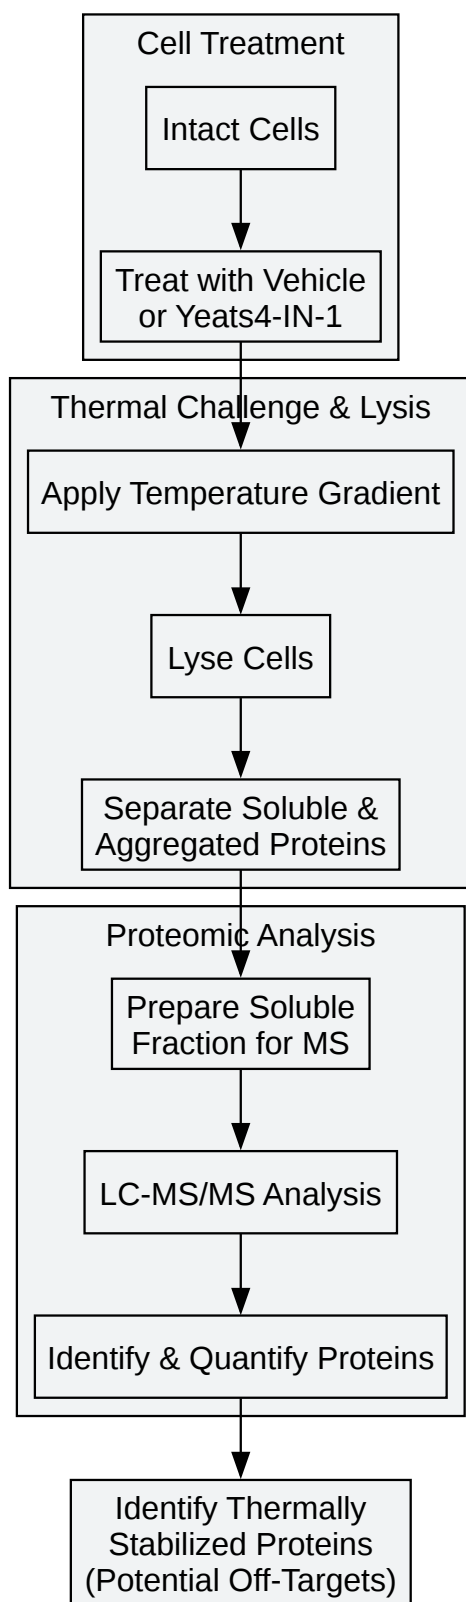 Cell Treatment
Intact Cells
Treat with Vehicle
or Yeats4-IN-1
Thermal Challenge & Lysis
Apply Temperature Gradient
Lyse Cells
Separate Soluble &
Aggregated Proteins
Proteomic Analysis
Prepare Soluble
Fraction for MS
LC-MS/MS Analysis
Identify & Quantify Proteins
Identify Thermally
Stabilized Proteins
(Potential Off-Targets)